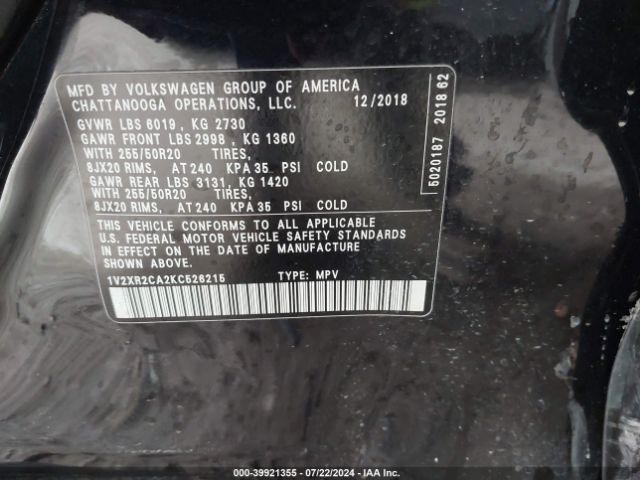 MFD BY VOLKSWAGEN GROUP OF AMERICA
CHATTANOOGA OPERATIONS, LLC. 12/2018
GVWR LBS 6019, KG 2730
GAWR FRONT LBS 2998, KG 1360
WITH 255/50R20 TIRES,
8JX20 RIMS, AT 240 KPA 35 PSI COLD
GAWR REAR LBS 3131, KG 1420
WITH 255/50R20 TIRES,
8JX20 RIMS, AT 240 KPA 35 PSI COLD
THIS VEHICLE CONFORMS TO ALL APPLICABLE
U.S. FEDERAL MOTOR VEHICLE SAFETY STANDARDS
IN EFFECT ON THE DATE OF MANUFACTURE
SHOWN ABOVE.
1V2XR2CA2KC526215 TYPE: MPV
5020187 2018 62
000-39921355 - 07/22/2024 - IAA Inc.